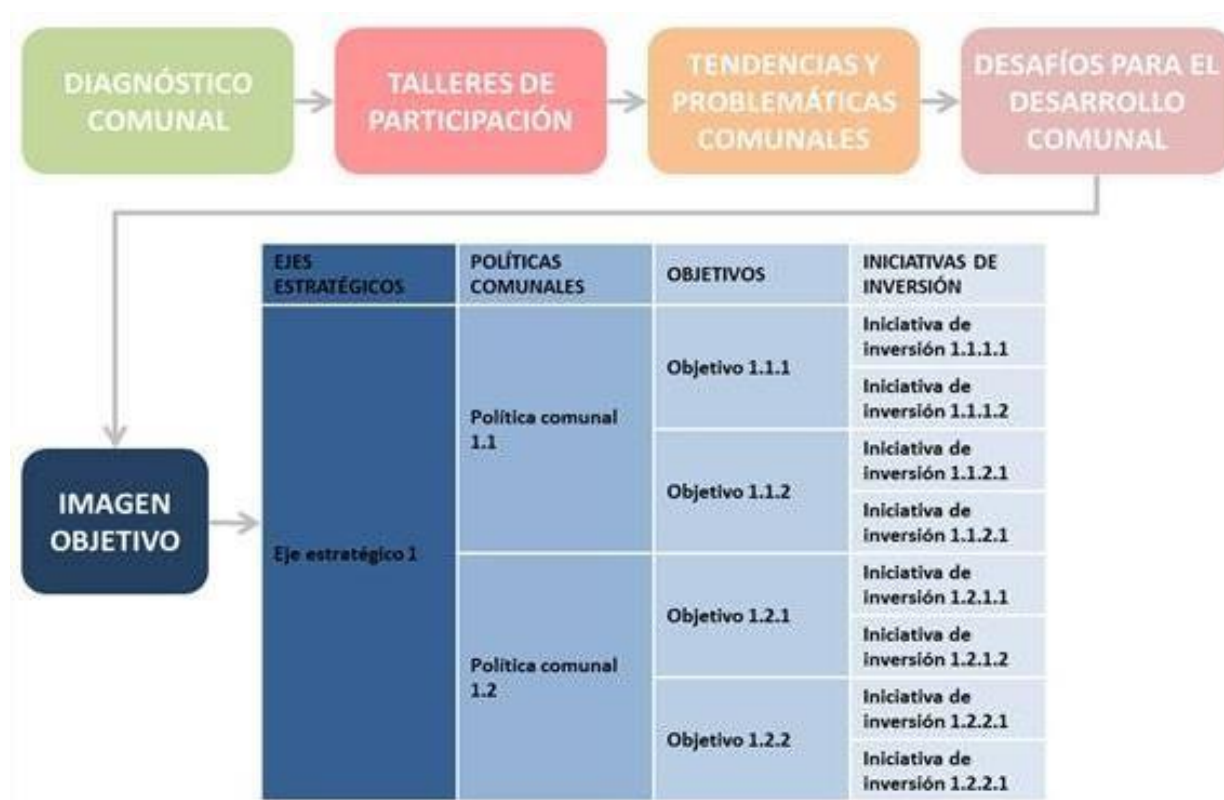 DIAGNÓSTICO
COMUNAL
TALLERES DE
PARTICIPACIÓN
TENDENCIAS Y
PROBLEMÁTICAS
COMUNALES
DESAFÍOS PARA EL
DESARROLLO
COMUNAL
IMAGEN
OBJETIVO
EJES
ESTRATÉGICOS
POLÍTICAS
COMUNALES
OBJETIVOS
INICIATIVAS DE
INVERSIÓN
Eje estratégico 1
Política comunal
1.1
Objetivo 1.1.1
Iniciativa de
inversión 1.1.1.1
Iniciativa de
inversión 1.1.1.2
Objetivo 1.1.2
Iniciativa de
inversión 1.1.2.1
Iniciativa de
inversión 1.1.2.1
Política comunal
1.2
Objetivo 1.2.1
Iniciativa de
inversión 1.2.1.1
Iniciativa de
inversión 1.2.1.2
Objetivo 1.2.2
Iniciativa de
inversión 1.2.2.1
Iniciativa de
inversión 1.2.2.1